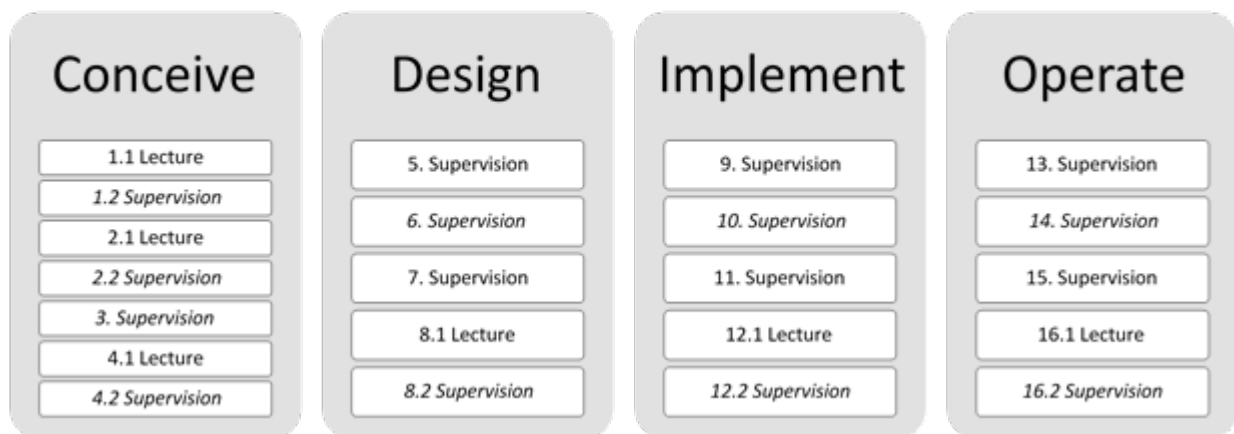 Conceive
1.1 Lecture
1.2 Supervision
2.1 Lecture
2.2 Supervision
3. Supervision
4.1 Lecture
4.2 Supervision
Design
5. Supervision
6. Supervision
7. Supervision
8.1 Lecture
8.2 Supervision
Implement
9. Supervision
10. Supervision
11. Supervision
12.1 Lecture
12.2 Supervision
Operate
13. Supervision
14. Supervision
15. Supervision
16.1 Lecture
16.2 Supervision